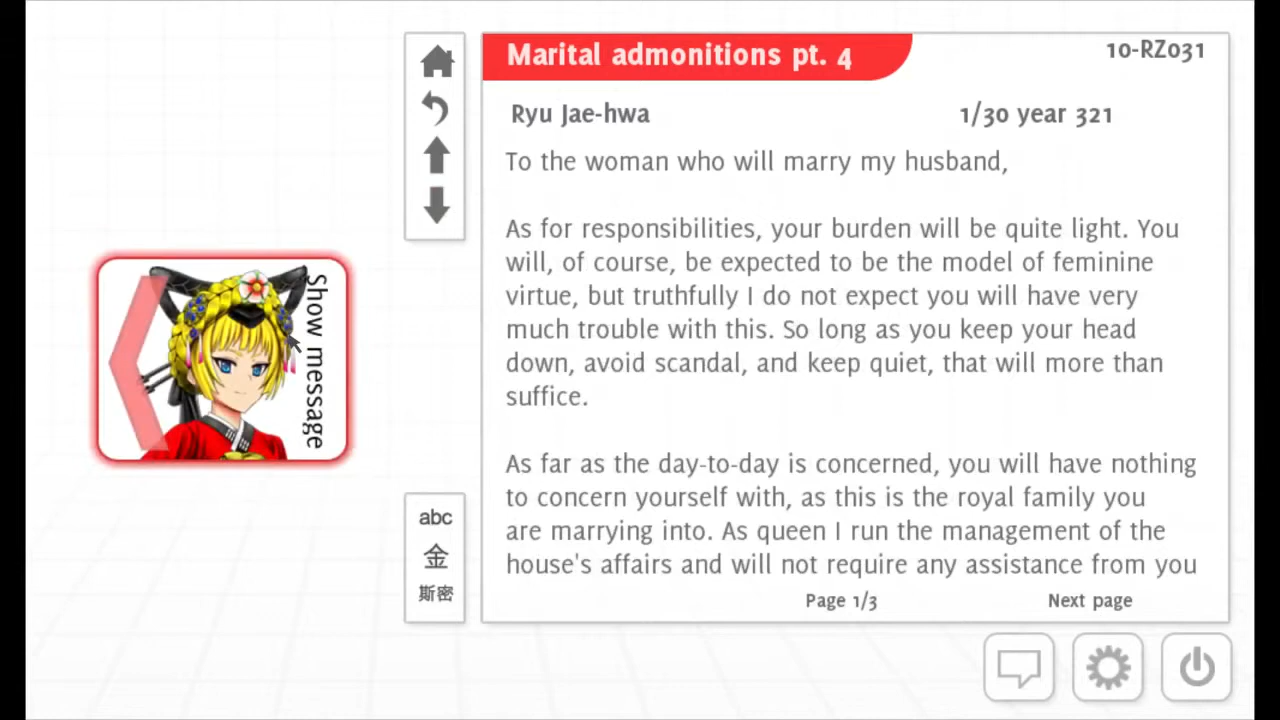 Marital admonitions pt. 4
10-RZ031
Ryu Jae-hwa
1/30 year 321
To the woman who will marry my husband,
As for responsibilities, your burden will be quite light. You
will, of course, be expected to be the model of feminine
virtue, but truthfully I do not expect you will have very
much trouble with this. So long as you keep your head
down, avoid scandal, and keep quiet, that will more than
suffice.
As far as the day-to-day is concerned, you will have nothing
to concern yourself with, as this is the royal family you
are marrying into. As queen I run the management of the
house's affairs and will not require any assistance from you
Page 1/3
Next page
Show message
abc
金
斯密